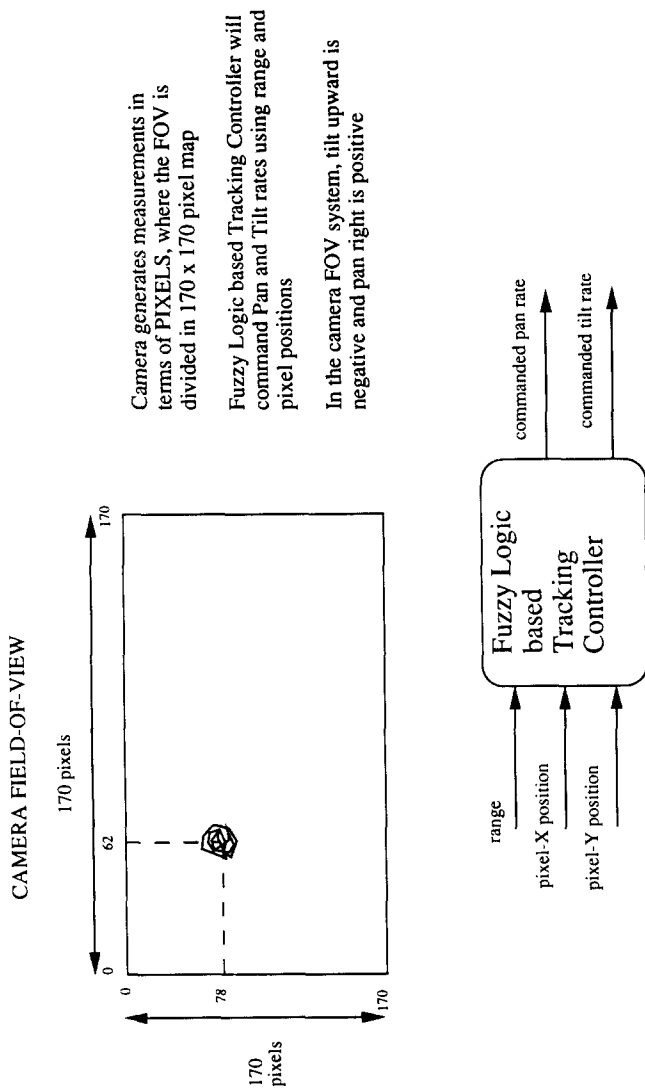 CAMERA FIELD-OF-VIEW
170 pixels
0
62
170
0
78
170
170
pixels
Camera generates measurements in
terms of PIXELS, where the FOV is
divided in 170 x 170 pixel map
Fuzzy Logic based Tracking Controller will
command Pan and Tilt rates using range and
pixel positions
In the camera FOV system, tilt upward is
negative and pan right is positive
range
pixel-X position
pixel-Y position
Fuzzy Logic
based
Tracking
Controller
commanded pan rate
commanded tilt rate